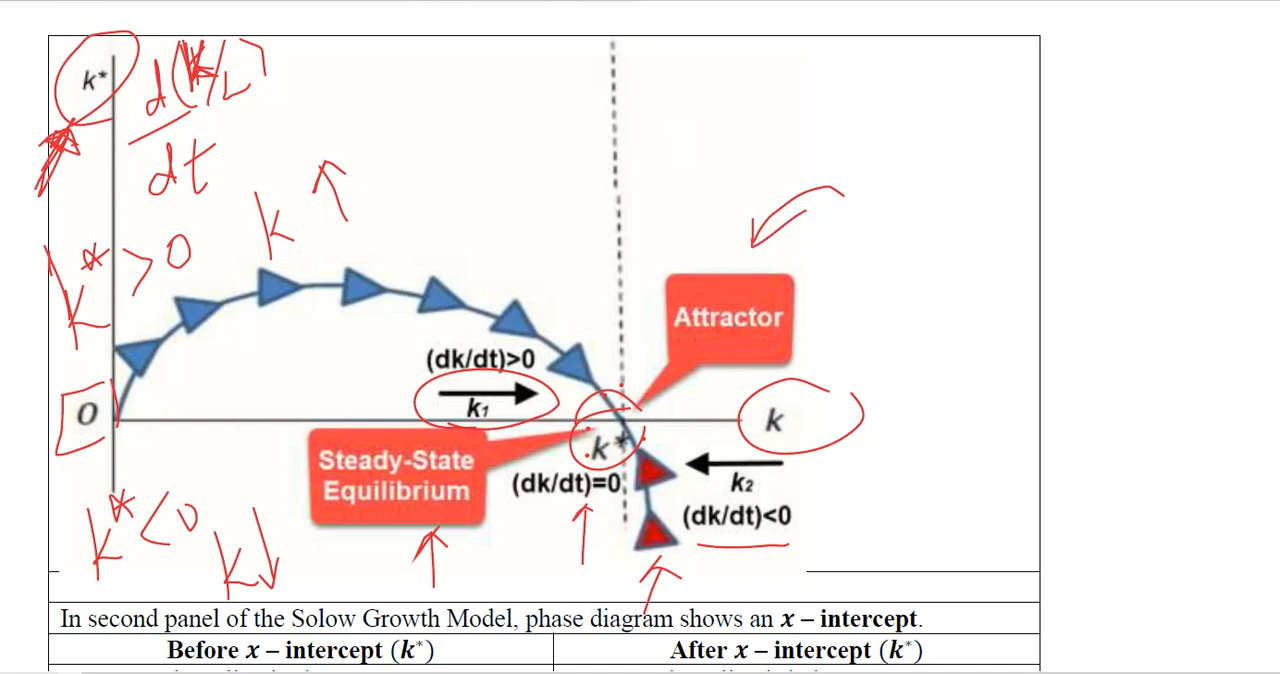 k*
d(K/L)
dt
k ↑
k* > 0
Attractor
(dk/dt)>0
k₁
O
k
k*
Steady-State
Equilibrium
(dk/dt)=0
k₂
(dk/dt)<0
k* < 0
k↓
In second panel of the Solow Growth Model, phase diagram shows an x – intercept.
Before x – intercept (k*)
After x – intercept (k*)